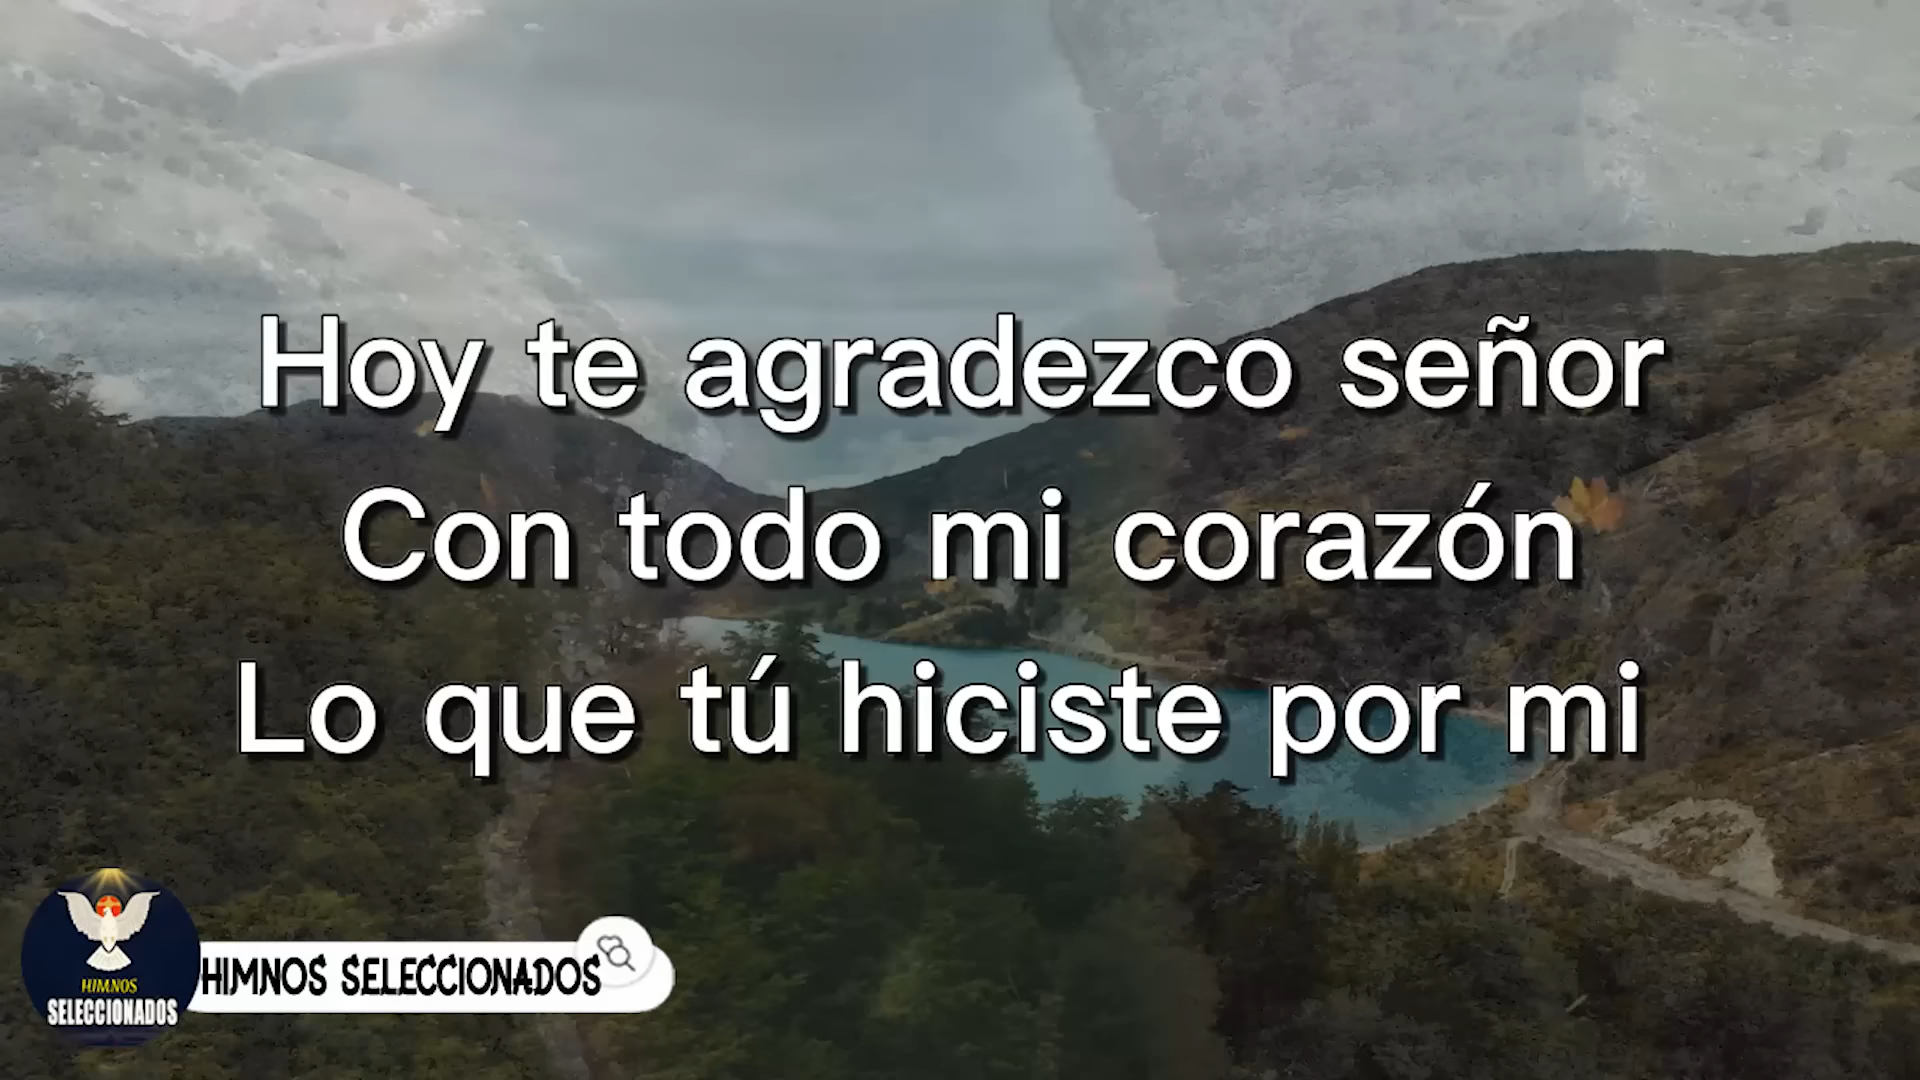 Hoy te agradezco señor
Con todo mi corazón
Lo que tú hiciste por mi
HIMNOS SELECCIONADOS
HIMNOS
SELECCIONADOS